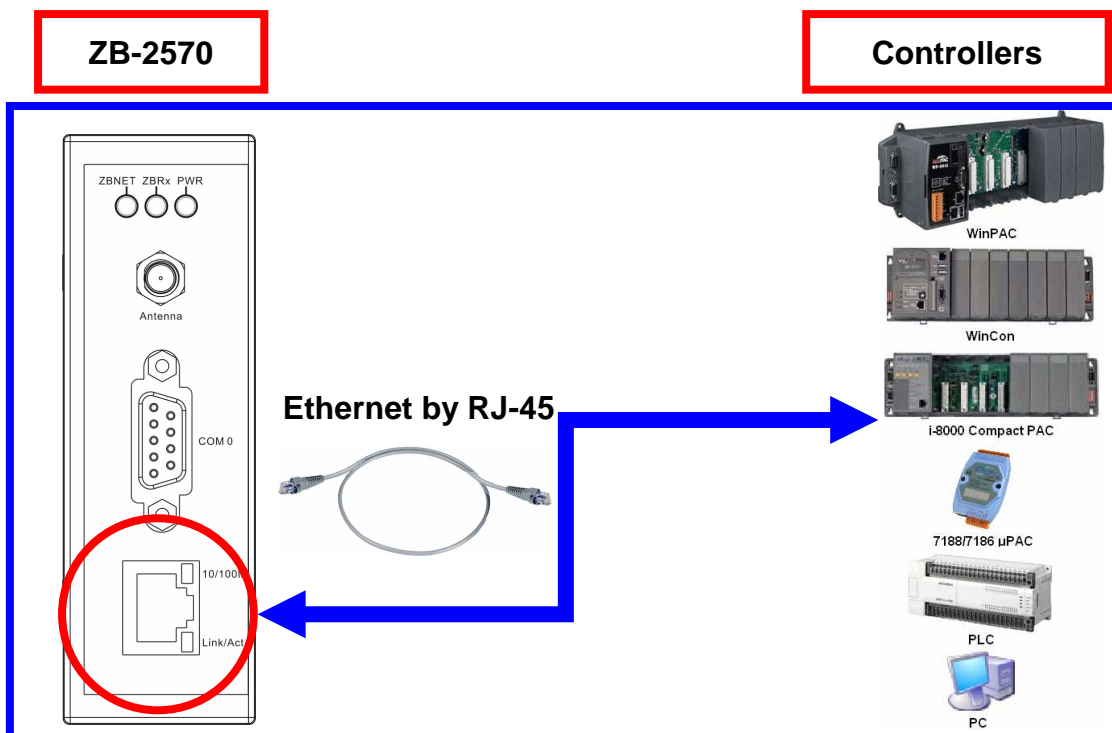 ZB-2570
Controllers
ZBNET ZBRx PWR
Antenna
COM 0
10/100M
Link/Act
Ethernet by RJ-45
WinPAC
WinCon
i-8000 Compact PAC
7188/7186 µPAC
PLC
PC